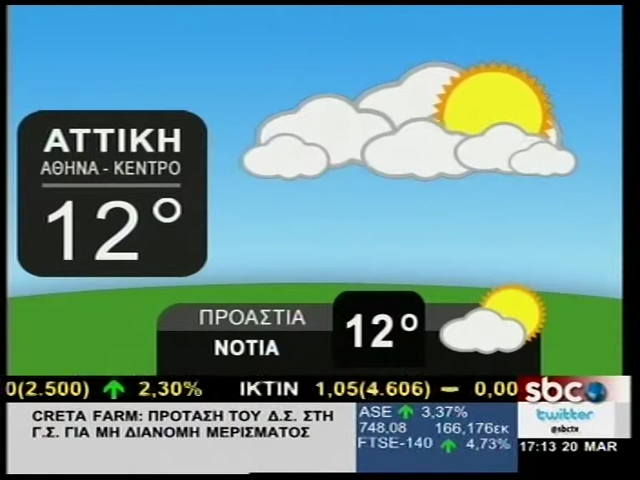 ΑΤΤΙΚΗ
ΑΘΗΝΑ - ΚΕΝΤΡΟ
12°
ΠΡΟΑΣΤΙΑ
ΝΟΤΙΑ
12°
0(2.500) 2,30% ΙΚΤΙΝ 1,05(4.606) 0,00
sbc
CRETA FARM: ΠΡΟΤΑΣΗ ΤΟΥ Δ.Σ. ΣΤΗ
Γ.Σ. ΓΙΑ ΜΗ ΔΙΑΝΟΜΗ ΜΕΡΙΣΜΑΤΟΣ
ASE 3,37%
748,08 166,176εκ
FTSE-140 4,73%
twitter
@sbctv
17:13 20 MAR